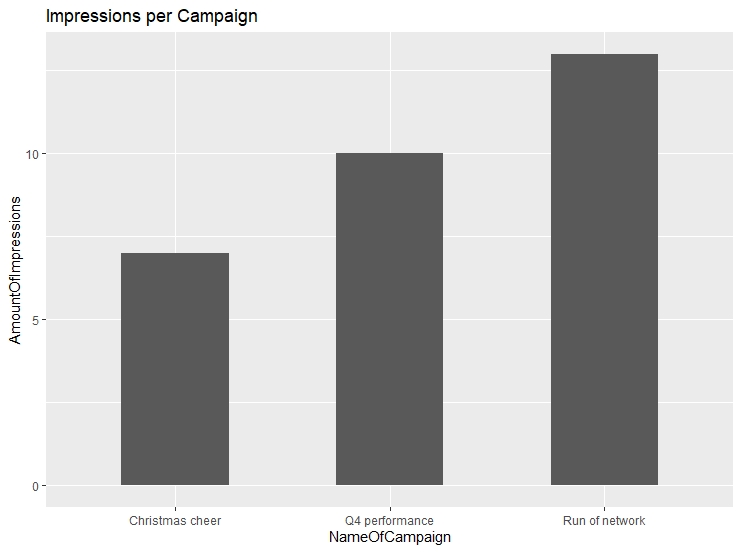 Impressions per Campaign
AmountOfImpressions
10
5
0
Christmas cheer Q4 performance Run of network
NameOfCampaign